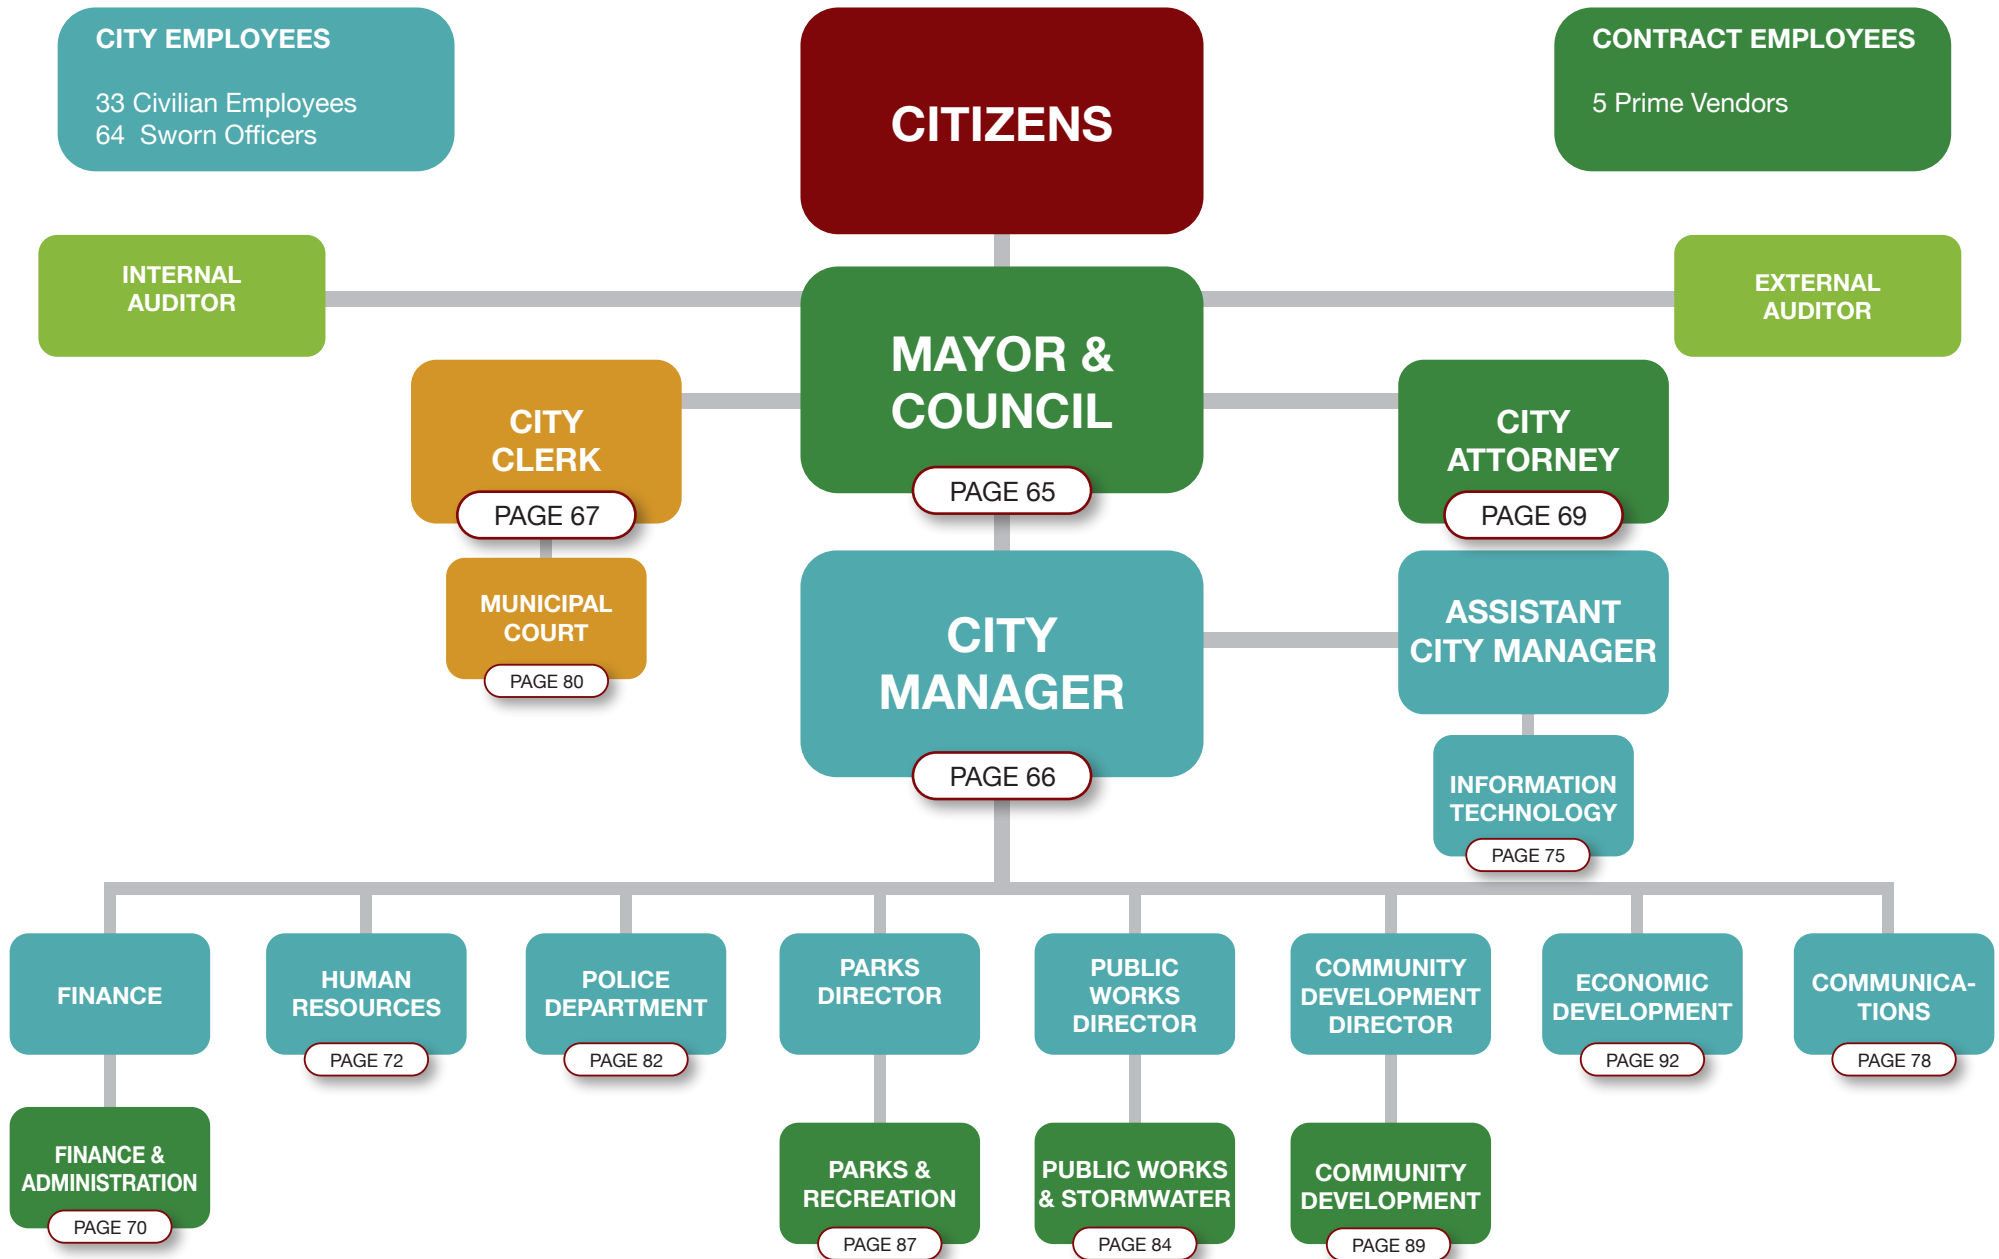 CITY EMPLOYEES
33 Civilian Employees
64 Sworn Officers
CITIZENS
CONTRACT EMPLOYEES
5 Prime Vendors
INTERNAL
AUDITOR
MAYOR &
COUNCIL
PAGE 65
EXTERNAL
AUDITOR
CITY
CLERK
PAGE 67
CITY
ATTORNEY
PAGE 69
MUNICIPAL
COURT
PAGE 80
CITY
MANAGER
PAGE 66
ASSISTANT
CITY MANAGER
INFORMATION
TECHNOLOGY
PAGE 75
FINANCE
HUMAN
RESOURCES
PAGE 72
POLICE
DEPARTMENT
PAGE 82
PARKS
DIRECTOR
PUBLIC
WORKS
DIRECTOR
COMMUNITY
DEVELOPMENT
DIRECTOR
ECONOMIC
DEVELOPMENT
PAGE 92
COMMUNICA-
TIONS
PAGE 78
FINANCE &
ADMINISTRATION
PAGE 70
PARKS &
RECREATION
PAGE 87
PUBLIC WORKS
& STORMWATER
PAGE 84
COMMUNITY
DEVELOPMENT
PAGE 89